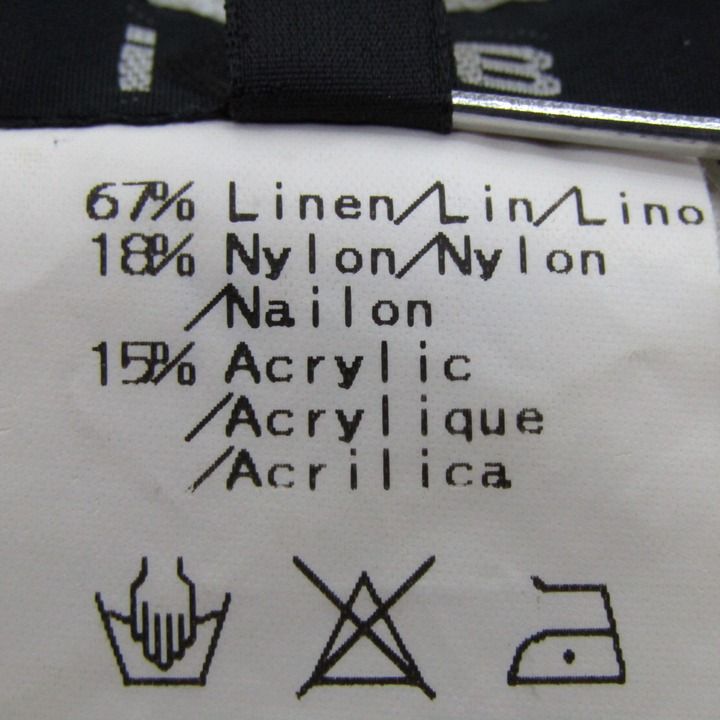 67% Linen/Lin/Lino
18% Nylon/Nylon
/Nailon
15% Acrylic
/Acrylique
/Acrilica